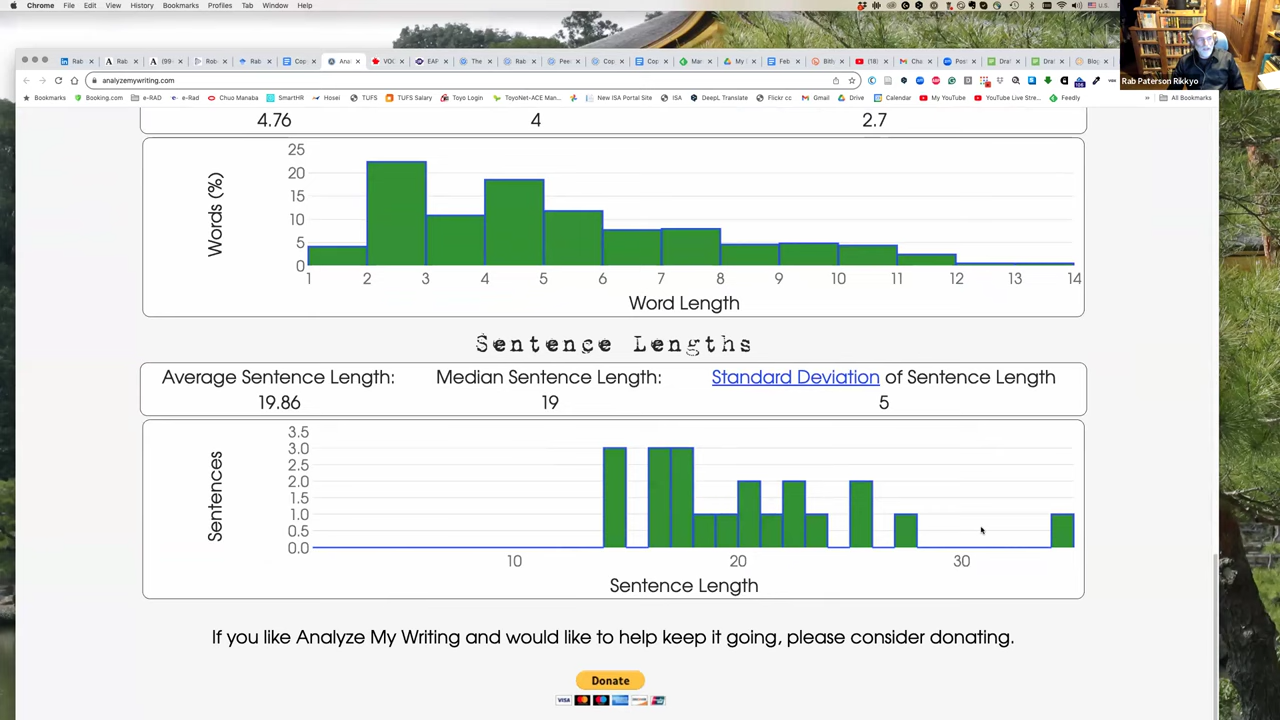 Chrome File Edit View History Bookmarks Profiles Tab Window Help
Rab Paterson Rikkyo
analyzemywriting.com
Bookmarks Booking.com e-RAD e-Rad Chuo Manaba SmartHR Hosei TUFS TUFS Salary Toyo Login ToyoNet-ACE Man... New ISA Portal Site ISA DeepL Translate Flickr cc Gmail Drive Calendar My YouTube YouTube Live Stre... Feedly » All Bookmarks
4.76 4 2.7
25
20
15
10
5
0
Words (%)
1 2 3 4 5 6 7 8 9 10 11 12 13 14
Word Length
Sentence Lengths
Average Sentence Length: Median Sentence Length: Standard Deviation of Sentence Length
19.86 19 5
3.5
3.0
2.5
2.0
1.5
1.0
0.5
0.0
Sentences
10 20 30
Sentence Length
If you like Analyze My Writing and would like to help keep it going, please consider donating.
Donate
VISA